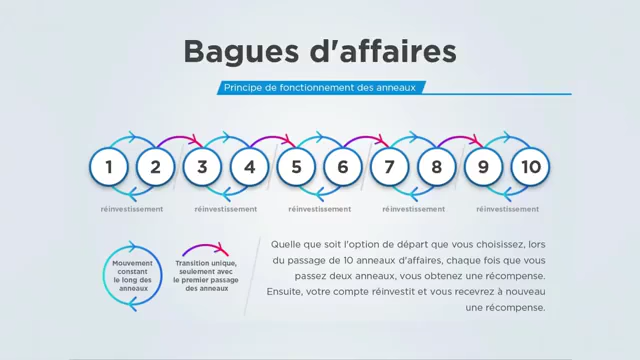 Bagues d'affaires
Principe de fonctionnement des anneaux
1 2 3 4 5 6 7 8 9 10
réinvestissement réinvestissement réinvestissement réinvestissement réinvestissement
Mouvement
constant
le long des
anneaux
Transition unique,
seulement avec
le premier passage
des anneaux
Quelle que soit l'option de départ que vous choisissez, lors
du passage de 10 anneaux d'affaires, chaque fois que vous
passez deux anneaux, vous obtenez une récompense.
Ensuite, votre compte réinvestit et vous recevrez à nouveau
une récompense.